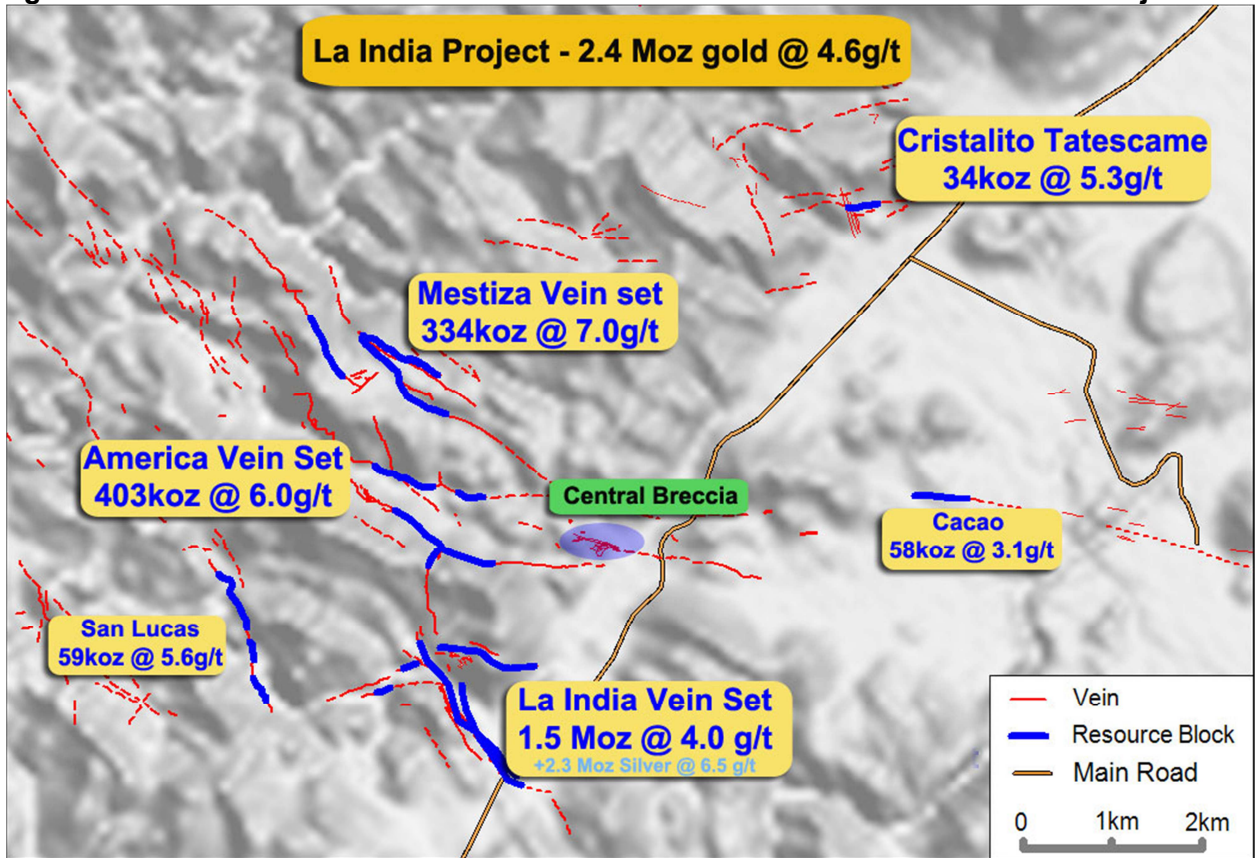 La India Project - 2.4 Moz gold @ 4.6g/t
Cristalito Tatescame
34koz @ 5.3g/t
Mestiza Vein set
334koz @ 7.0g/t
America Vein Set
403koz @ 6.0g/t
Central Breccia
Cacao
58koz @ 3.1g/t
San Lucas
59koz @ 5.6g/t
La India Vein Set
1.5 Moz @ 4.0 g/t
+2.3 Moz Silver @ 6.5 g/t
Vein
Resource Block
Main Road
0 1km 2km